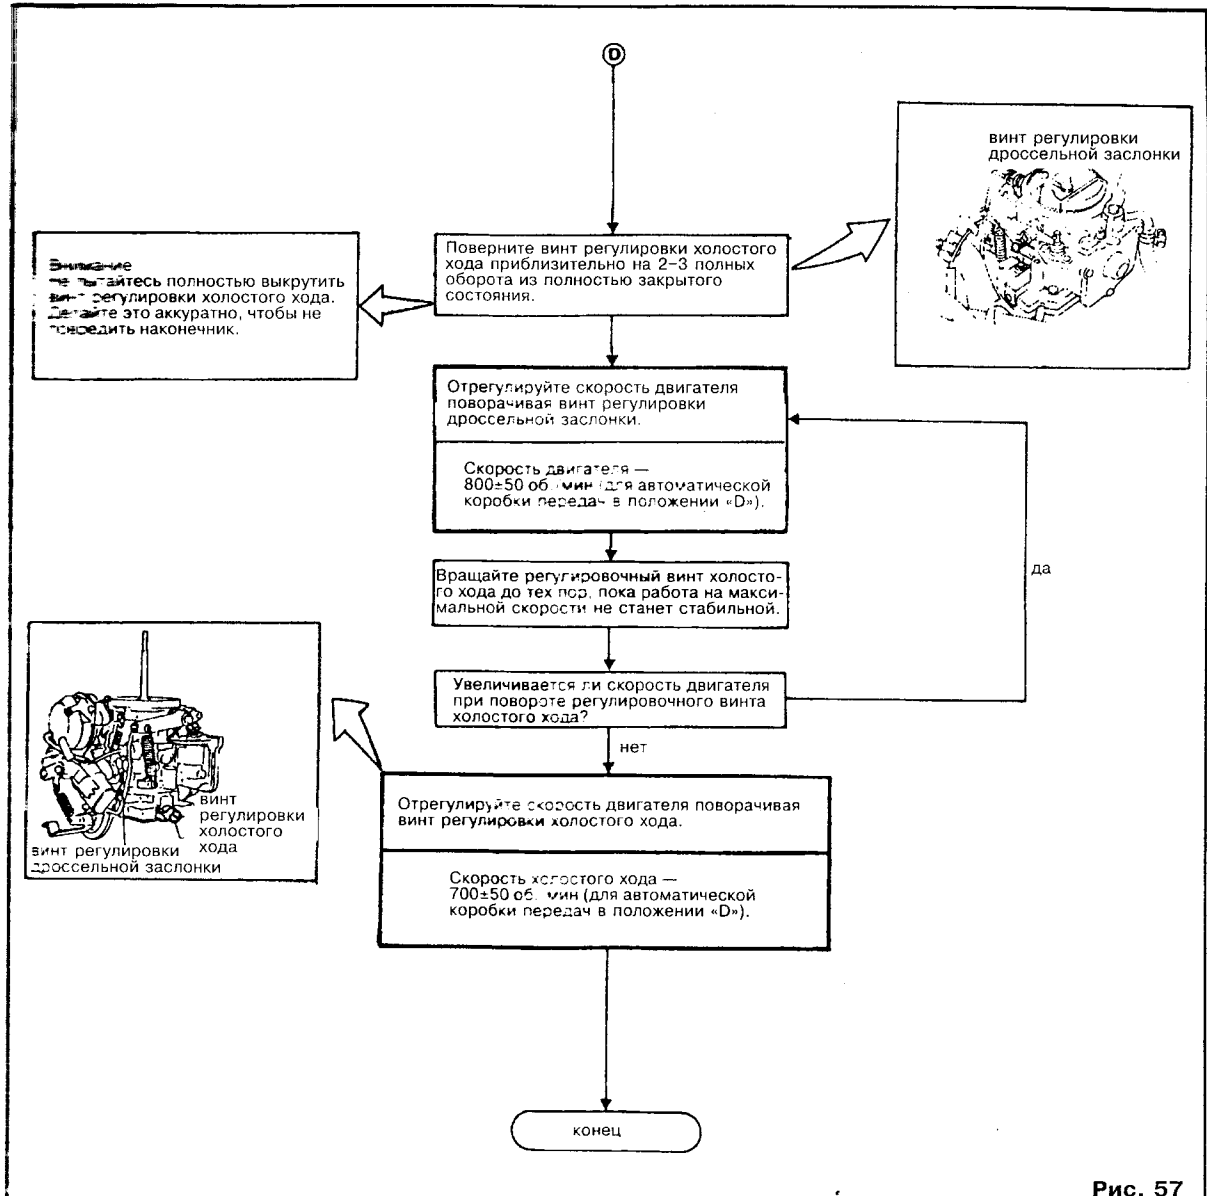 D
винт регулировки
дроссельной заслонки
Поверните винт регулировки холостого
хода приблизительно на 2-3 полных
оборота из полностью закрытого
состояния.
Внимание
Не пытайтесь полностью выкрутить
винт регулировки холостого хода.
Делайте это аккуратно, чтобы не
повредить наконечник.
Отрегулируйте скорость двигателя
поворачивая винт регулировки
дроссельной заслонки.
Скорость двигателя —
800±50 об/мин (для автоматической
коробки передач в положении «D»).
да
Вращайте регулировочный винт холосто-
го хода до тех пор, пока работа на макси-
мальной скорости не станет стабильной.
Увеличивается ли скорость двигателя
при повороте регулировочного винта
холостого хода?
нет
винт
регулировки
холостого
хода
винт регулировки
дроссельной заслонки
Отрегулируйте скорость двигателя поворачивая
винт регулировки холостого хода.
Скорость холостого хода —
700±50 об/мин (для автоматической
коробки передач в положении «D»).
конец
Рис. 57